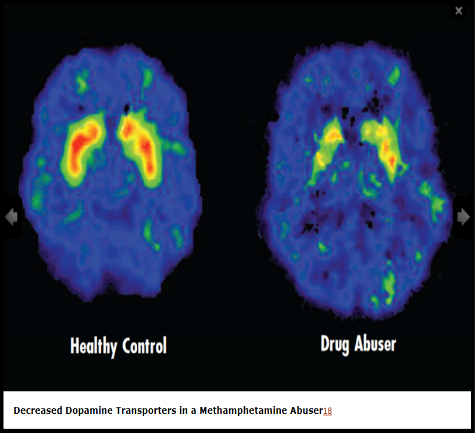 Healthy Control
Drug Abuser
Decreased Dopamine Transporters in a Methamphetamine Abuser18